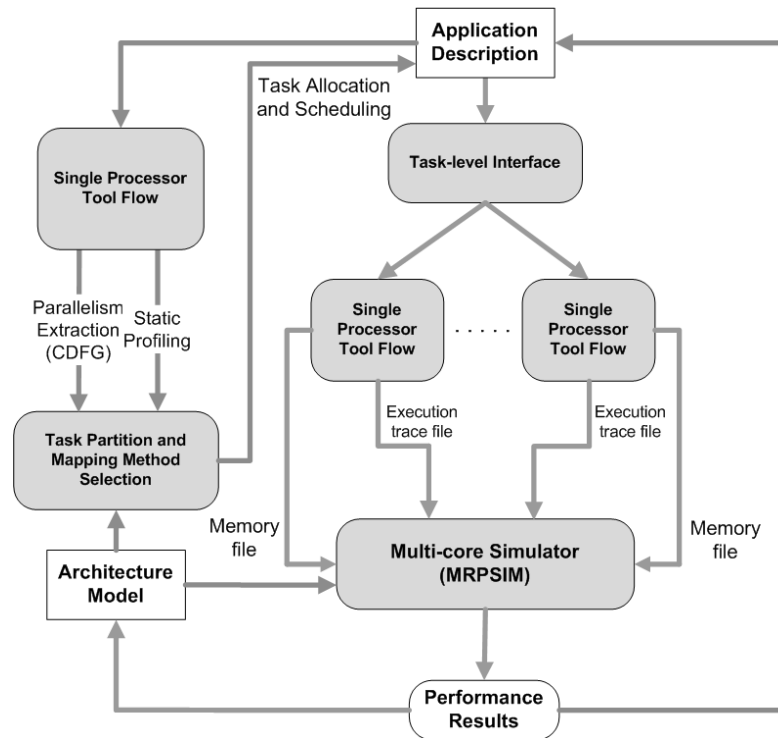 Application
Description
Task Allocation
and Scheduling
Single Processor
Tool Flow
Task-level Interface
Parallelism
Extraction
(CDFG)
Static
Profiling
Single
Processor
Tool Flow
. . . . .
Single
Processor
Tool Flow
Execution
trace file
Execution
trace file
Task Partition and
Mapping Method
Selection
Memory
file
Memory
file
Multi-core Simulator
(MRPSIM)
Architecture
Model
Performance
Results